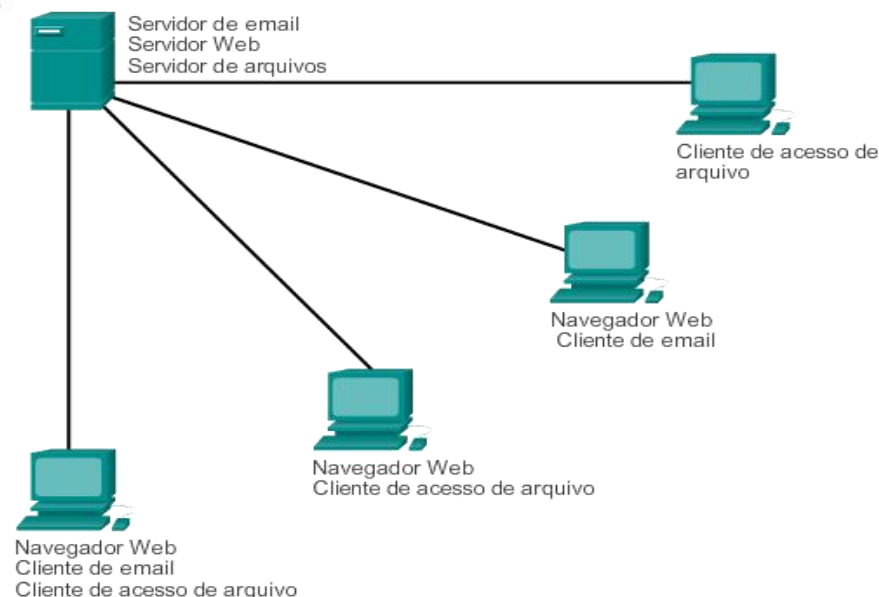 Servidor de email
Servidor Web
Servidor de arquivos
Cliente de acesso de
arquivo
Navegador Web
Cliente de email
Navegador Web
Cliente de acesso de arquivo
Navegador Web
Cliente de email
Cliente de acesso de arquivo